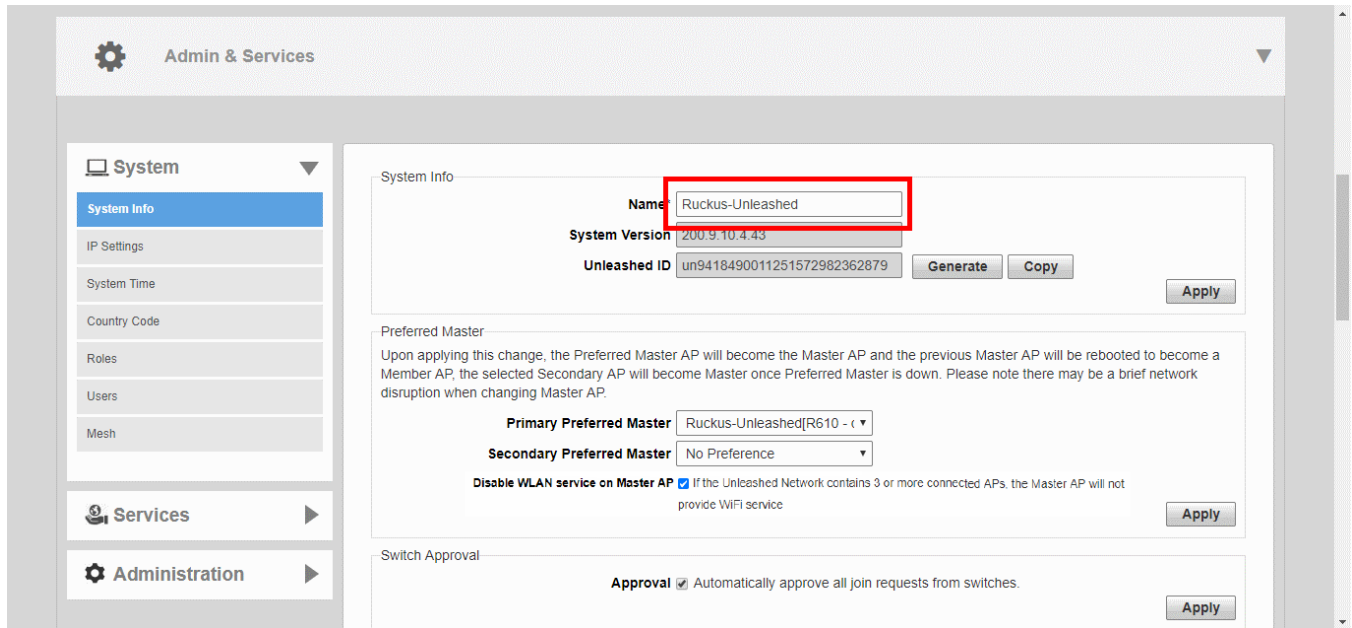 Admin & Services
System
System Info
IP Settings
System Time
Country Code
Roles
Users
Mesh
Services
Administration
System Info
Name* Ruckus-Unleashed
System Version 200.9.10.4.43
Unleashed ID un9418490011251572982362879 Generate Copy
Apply
Preferred Master
Upon applying this change, the Preferred Master AP will become the Master AP and the previous Master AP will be rebooted to become a
Member AP, the selected Secondary AP will become Master once Preferred Master is down. Please note there may be a brief network
disruption when changing Master AP.
Primary Preferred Master Ruckus-Unleashed[R610 - (
Secondary Preferred Master No Preference
Disable WLAN service on Master AP If the Unleashed Network contains 3 or more connected APs, the Master AP will not
provide WiFi service
Apply
Switch Approval
Approval Automatically approve all join requests from switches.
Apply